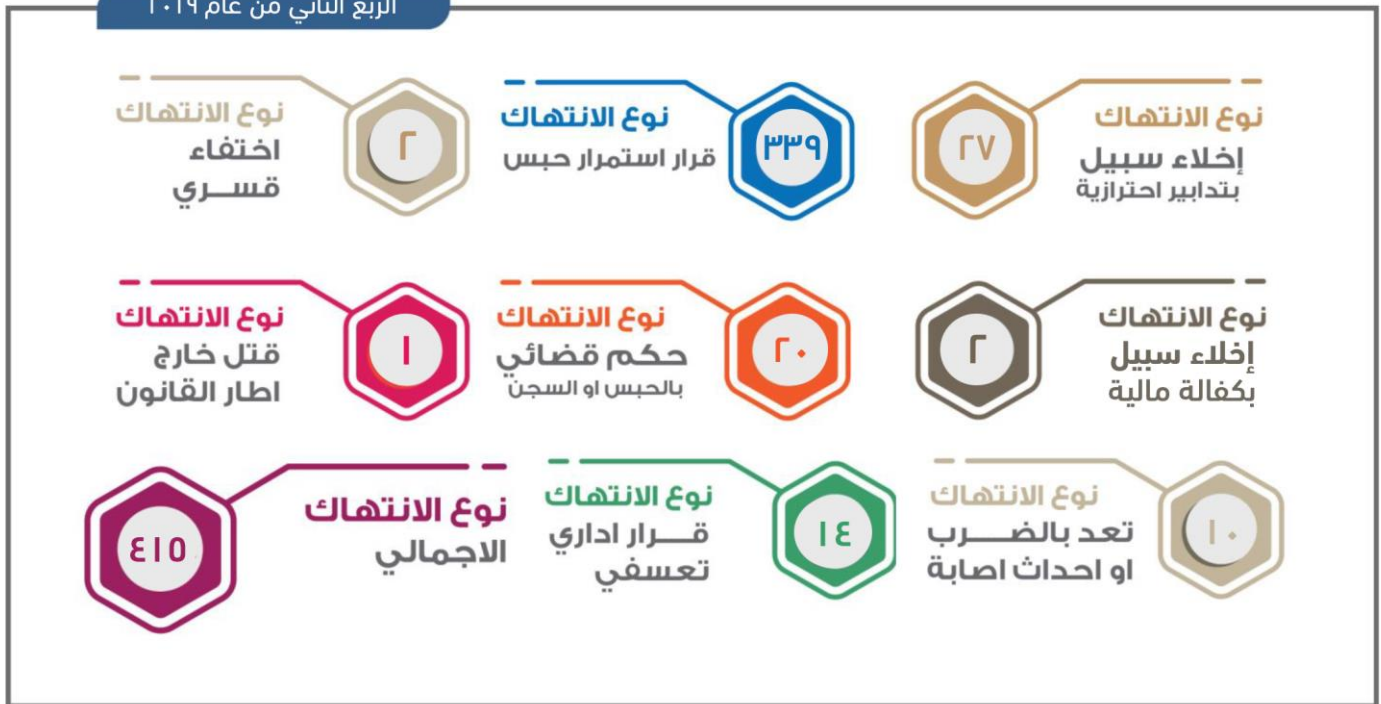 الربع الثاني من عام ٢٠١٩
نوع الانتهاك
إخلاء سبيل
بتدابير احترازية
٢٧
نوع الانتهاك
قرار استمرار حبس
٣٣٩
نوع الانتهاك
اختفاء
قســري
٢
نوع الانتهاك
إخلاء سبيل
بكفالة مالية
٢
نوع الانتهاك
حكم قضائي
بالحبس او السجن
٢٠
نوع الانتهاك
قتل خارج
اطار القانون
١
نوع الانتهاك
تعد بالضــــرب
او احداث اصابة
١٠
نوع الانتهاك
قــــرار اداري
تعسفي
١٤
نوع الانتهاك
الاجمالي
٤١٥